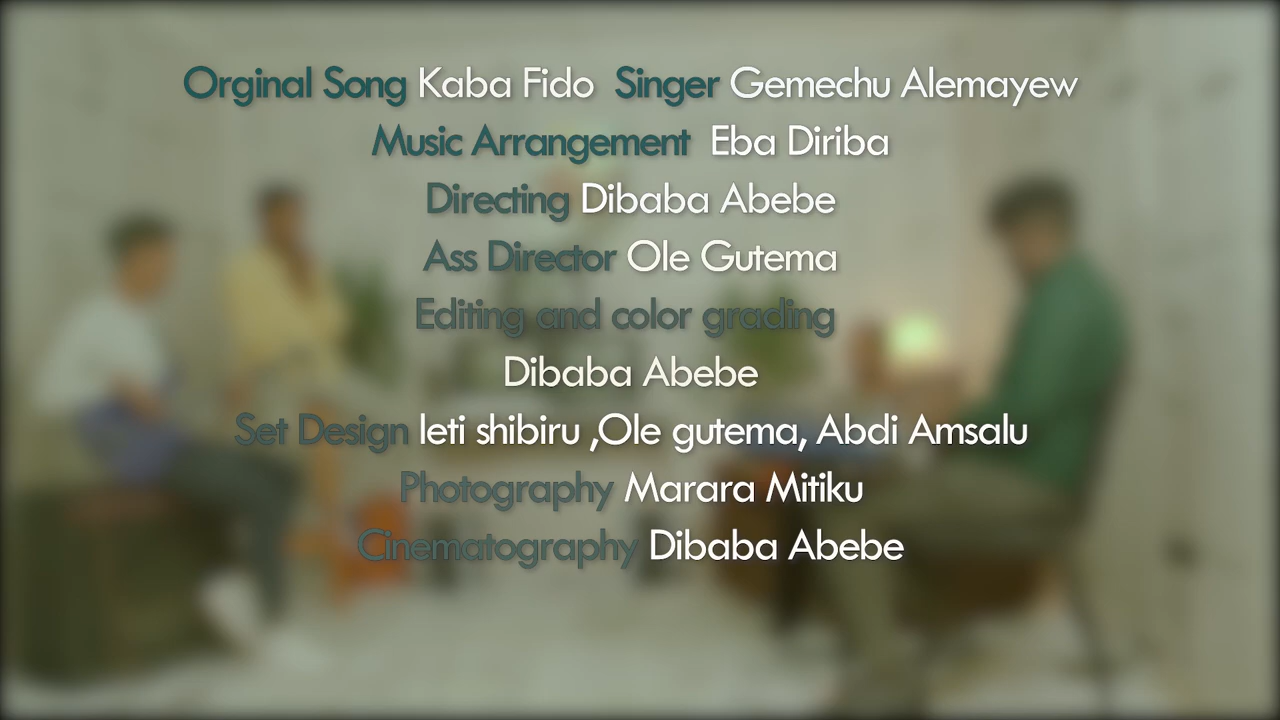 Orginal Song Kaba Fido Singer Gemechu Alemayew
Music Arrangement Eba Diriba
Directing Dibaba Abebe
Ass Director Ole Gutema
Editing and color grading
Dibaba Abebe
Set Design leti shibiru ,Ole gutema, Abdi Amsalu
Photography Marara Mitiku
Cinematography Dibaba Abebe